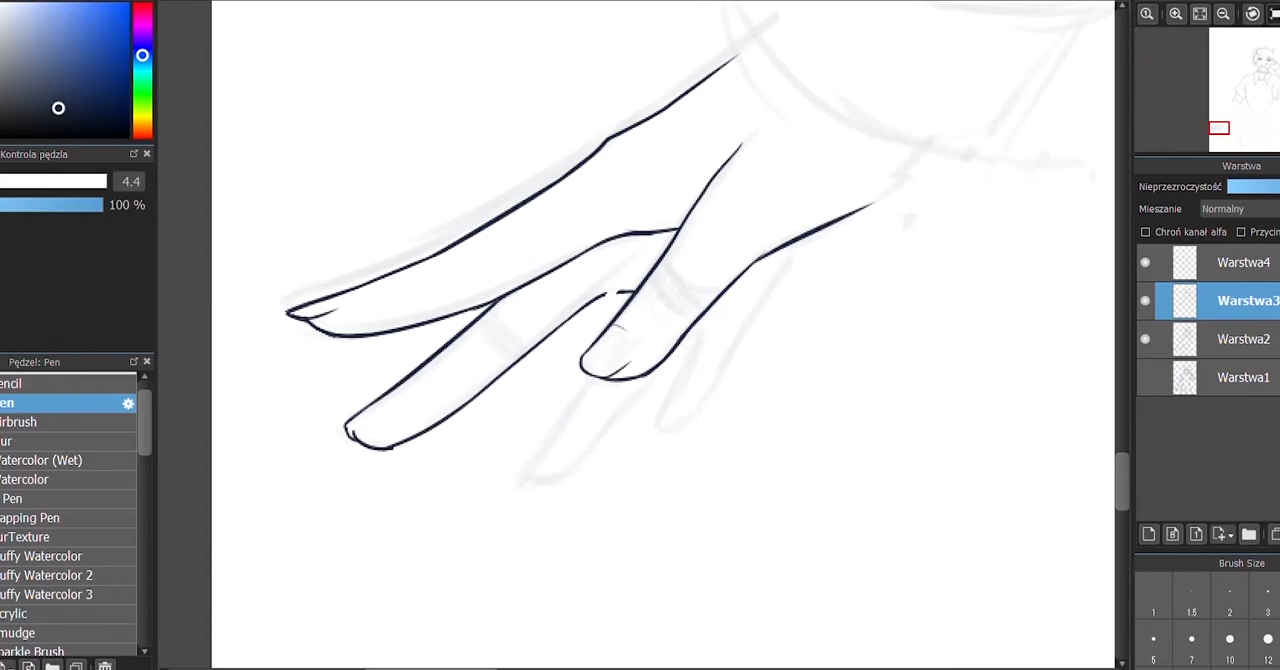 Kontrola pędzla
4.4
100 %
Pędzel: Pen
encil
en
irbrush
ur
atercolor (Wet)
atercolor
Pen
apping Pen
urTexture
uffy Watercolor
uffy Watercolor 2
uffy Watercolor 3
crylic
mudge
parkle Brush
Warstwa
Nieprzezroczystość
Mieszanie Normalny
Chroń kanał alfa Przycin
Warstwa4
Warstwa3
Warstwa2
Warstwa1
Brush Size
1 1.5 2 3
5 7 10 12